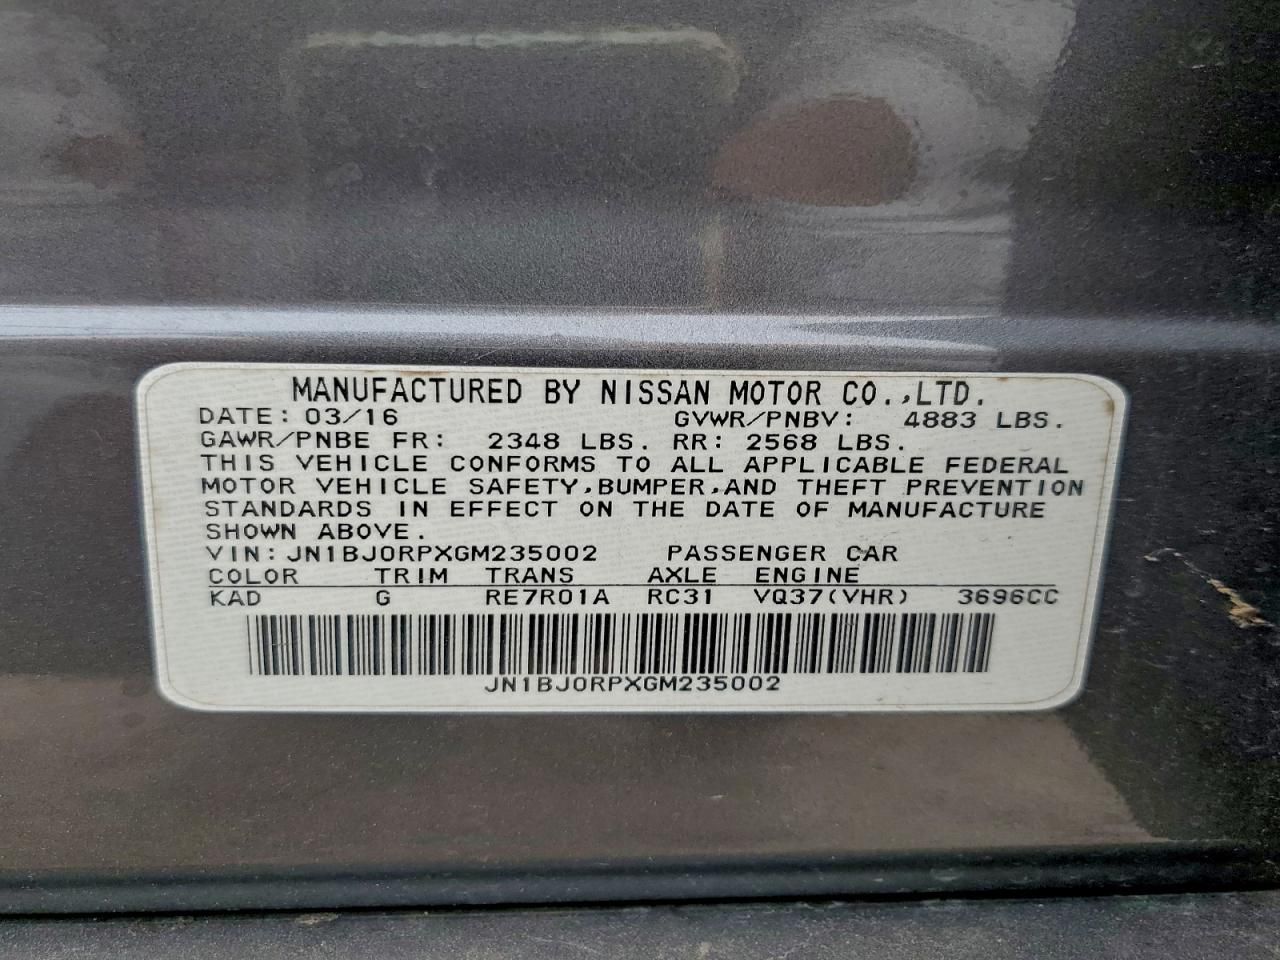 MANUFACTURED BY NISSAN MOTOR CO.,LTD.
DATE: 03/16 GVWR/PNBV: 4883 LBS.
GAWR/PNBE FR: 2348 LBS. RR: 2568 LBS.
THIS VEHICLE CONFORMS TO ALL APPLICABLE FEDERAL
MOTOR VEHICLE SAFETY,BUMPER,AND THEFT PREVENTION
STANDARDS IN EFFECT ON THE DATE OF MANUFACTURE
SHOWN ABOVE.
VIN: JN1BJ0RPXGM235002 PASSENGER CAR
COLOR TRIM TRANS AXLE ENGINE
KAD G RE7R01A RC31 VQ37(VHR) 3696CC
JN1BJ0RPXGM235002